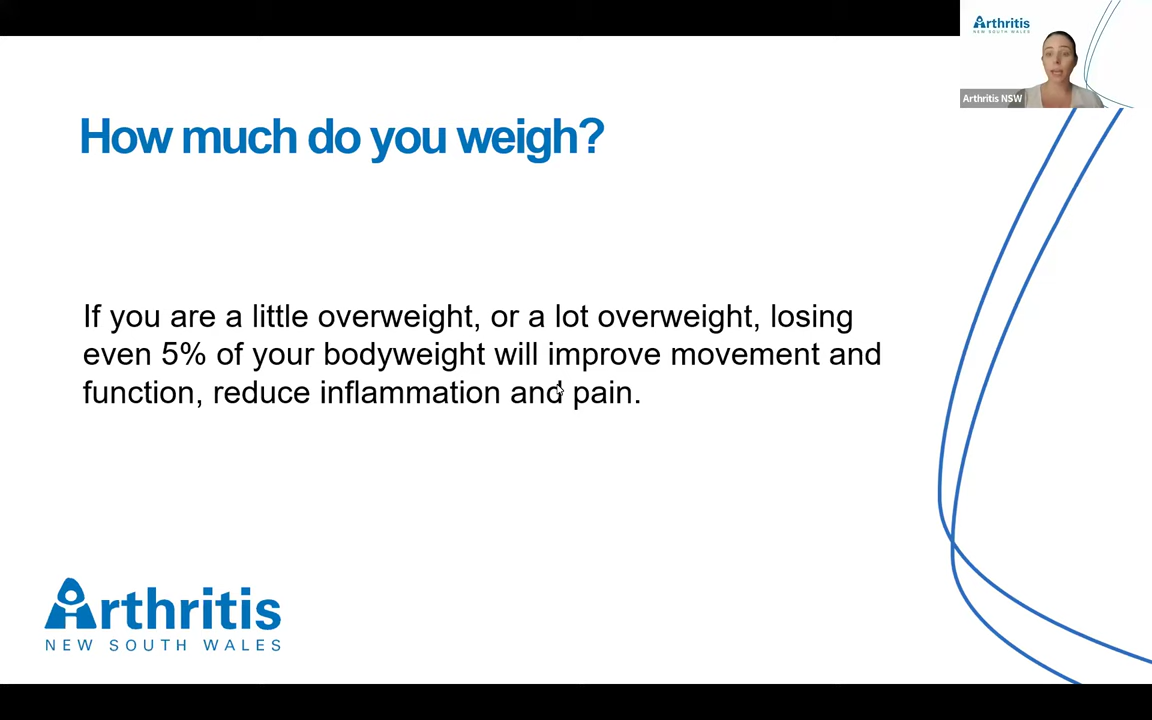 Arthritis
NEW SOUTH WALES
Arthritis NSW
How much do you weigh?
If you are a little overweight, or a lot overweight, losing
even 5% of your bodyweight will improve movement and
function, reduce inflammation and pain.
Arthritis
NEW SOUTH WALES